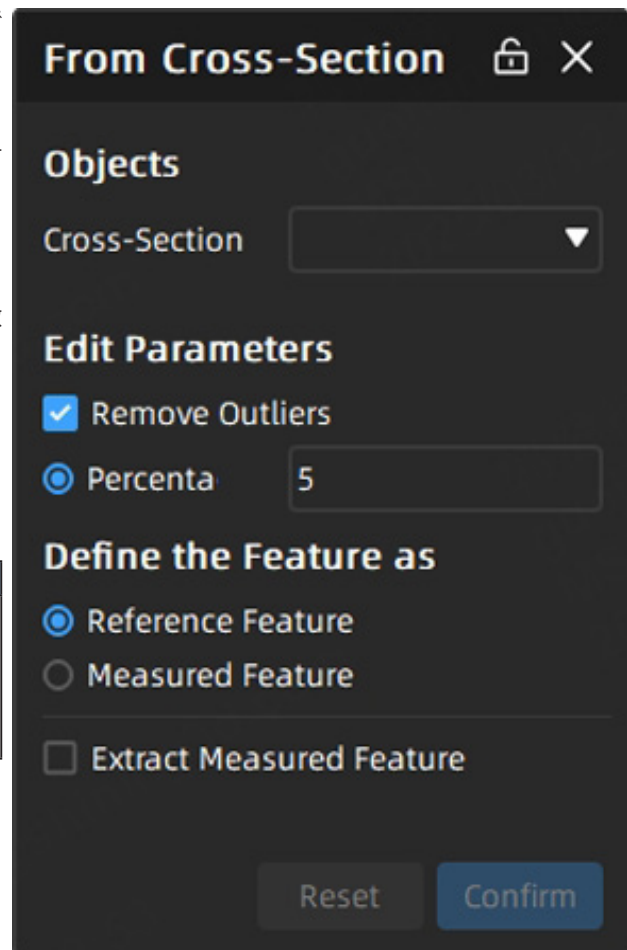 From Cross-Section
Objects
Cross-Section
Edit Parameters
Remove Outliers
Percenta 5
Define the Feature as
Reference Feature
Measured Feature
Extract Measured Feature
Reset Confirm